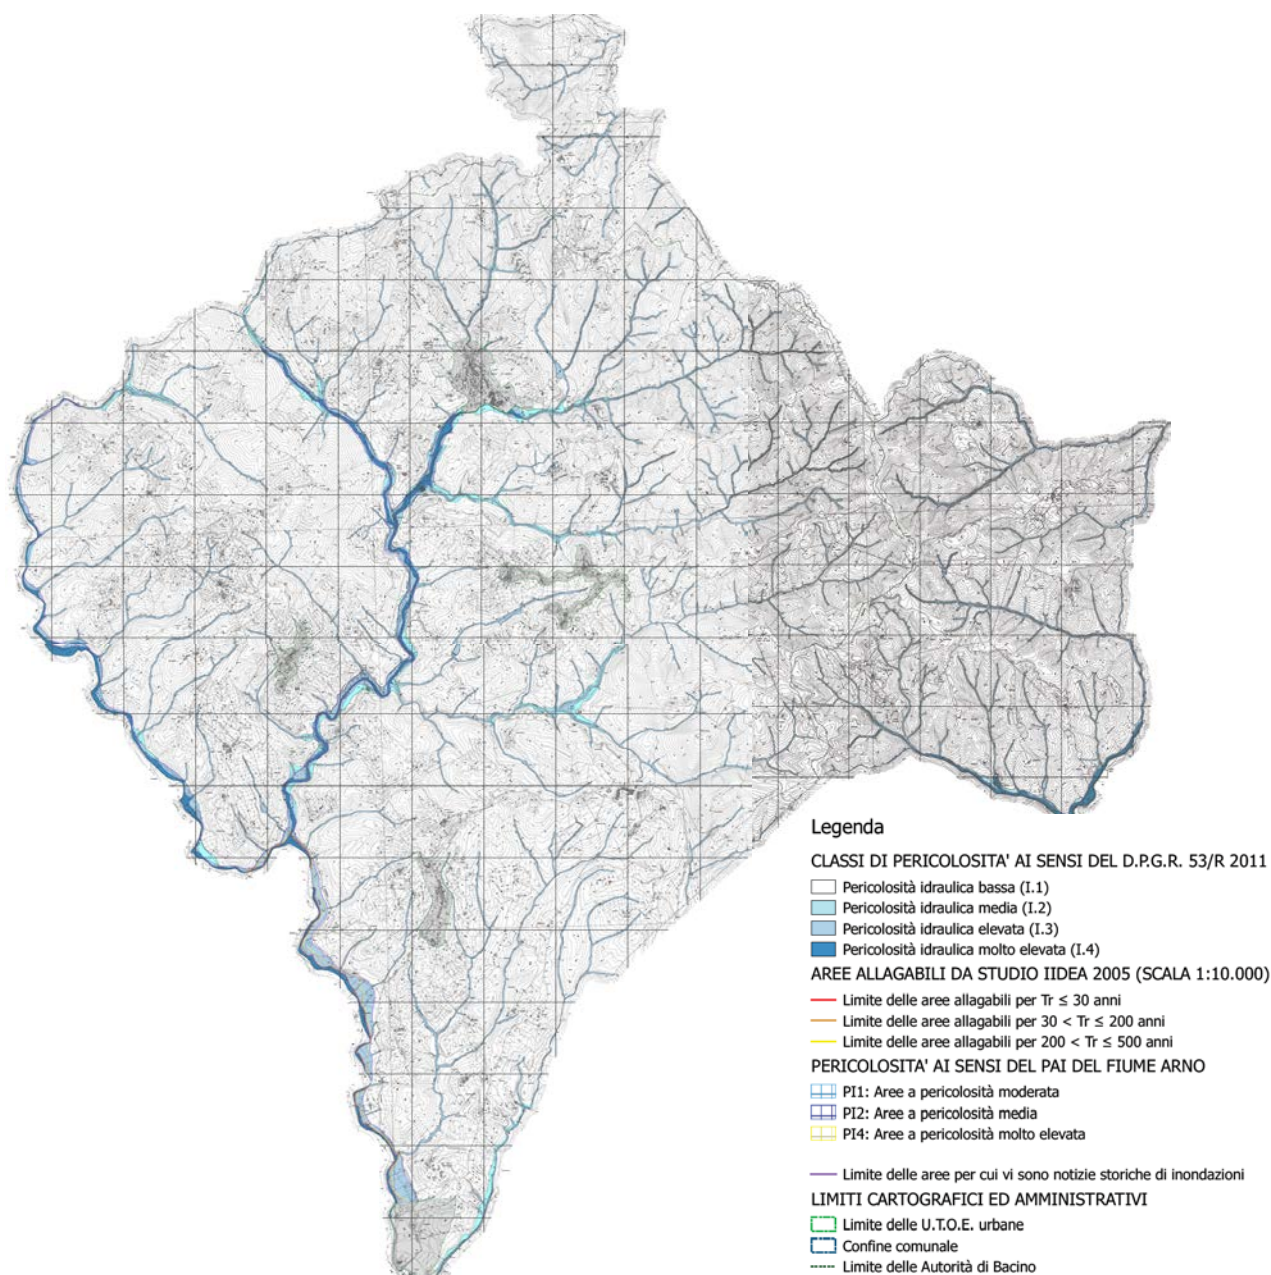 Legenda
CLASSI DI PERICOLOSITA' AI SENSI DEL D.P.G.R. 53/R 2011
Pericolosità idraulica bassa (I.1)
Pericolosità idraulica media (I.2)
Pericolosità idraulica elevata (I.3)
Pericolosità idraulica molto elevata (I.4)
AREE ALLAGABILI DA STUDIO IIDEA 2005 (SCALA 1:10.000)
Limite delle aree allagabili per Tr ≤ 30 anni
Limite delle aree allagabili per 30 < Tr ≤ 200 anni
Limite delle aree allagabili per 200 < Tr ≤ 500 anni
PERICOLOSITA' AI SENSI DEL PAI DEL FIUME ARNO
PI1: Aree a pericolosità moderata
PI2: Aree a pericolosità media
PI4: Aree a pericolosità molto elevata
Limite delle aree per cui vi sono notizie storiche di inondazioni
LIMITI CARTOGRAFICI ED AMMINISTRATIVI
Limite delle U.T.O.E. urbane
Confine comunale
Limite delle Autorità di Bacino